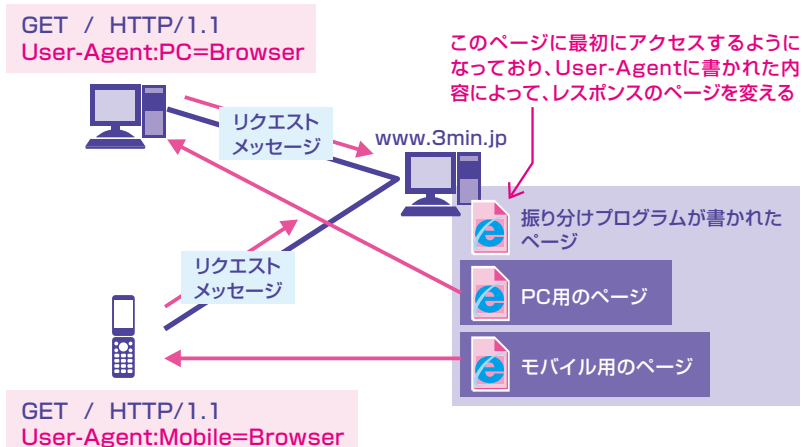 GET / HTTP/1.1
User-Agent:PC=Browser
このページに最初にアクセスするように
なっており、User-Agentに書かれた内
容によって、レスポンスのページを変える
リクエスト
メッセージ
www.3min.jp
振り分けプログラムが書かれた
ページ
リクエスト
メッセージ
PC用のページ
モバイル用のページ
GET / HTTP/1.1
User-Agent:Mobile=Browser